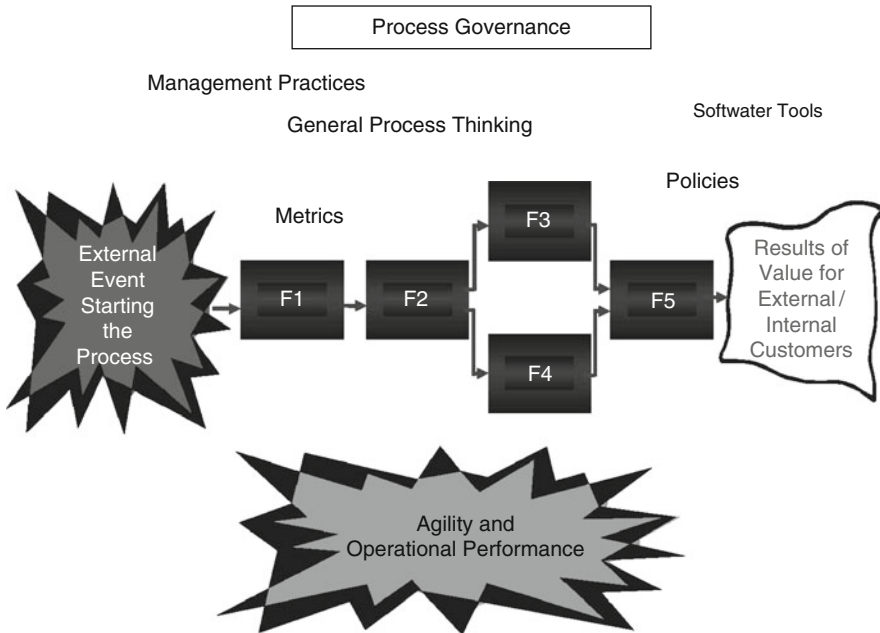 Process Governance
Management Practices
Softwater Tools
General Process Thinking
Policies
Metrics
F3
External
Event
Starting
the
Process
F1
F2
F5
Results of
Value for
External/
Internal
Customers
F4
Agility and
Operational Performance